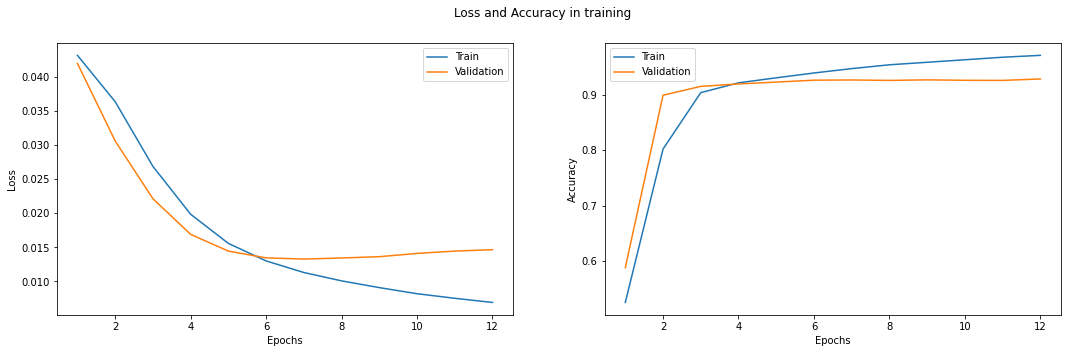 Loss and Accuracy in training
Train
Validation
0.040
0.035
0.030
0.025
0.020
0.015
0.010
Loss
2 4 6 8 10 12
Epochs
Train
Validation
0.9
0.8
0.7
0.6
Accuracy
2 4 6 8 10 12
Epochs